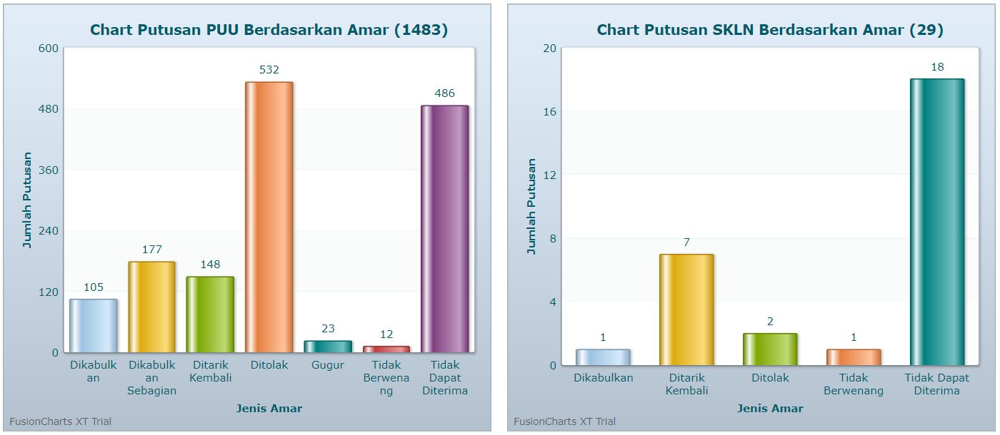 Chart Putusan PUU Berdasarkan Amar (1483)
600
480
360
240
120
0
Jumlah Putusan
105
177
148
532
23
12
486
Dikabulk
an
Dikabulk
an
Sebagian
Ditarik
Kembali
Ditolak
Gugur
Tidak
Berwena
ng
Tidak
Dapat
Diterima
Jenis Amar
FusionCharts XT Trial
Chart Putusan SKLN Berdasarkan Amar (29)
20
16
12
8
4
0
Jumlah Putusan
1
7
2
1
18
Dikabulkan
Ditarik
Kembali
Ditolak
Tidak
Berwenang
Tidak Dapat
Diterima
Jenis Amar
FusionCharts XT Trial